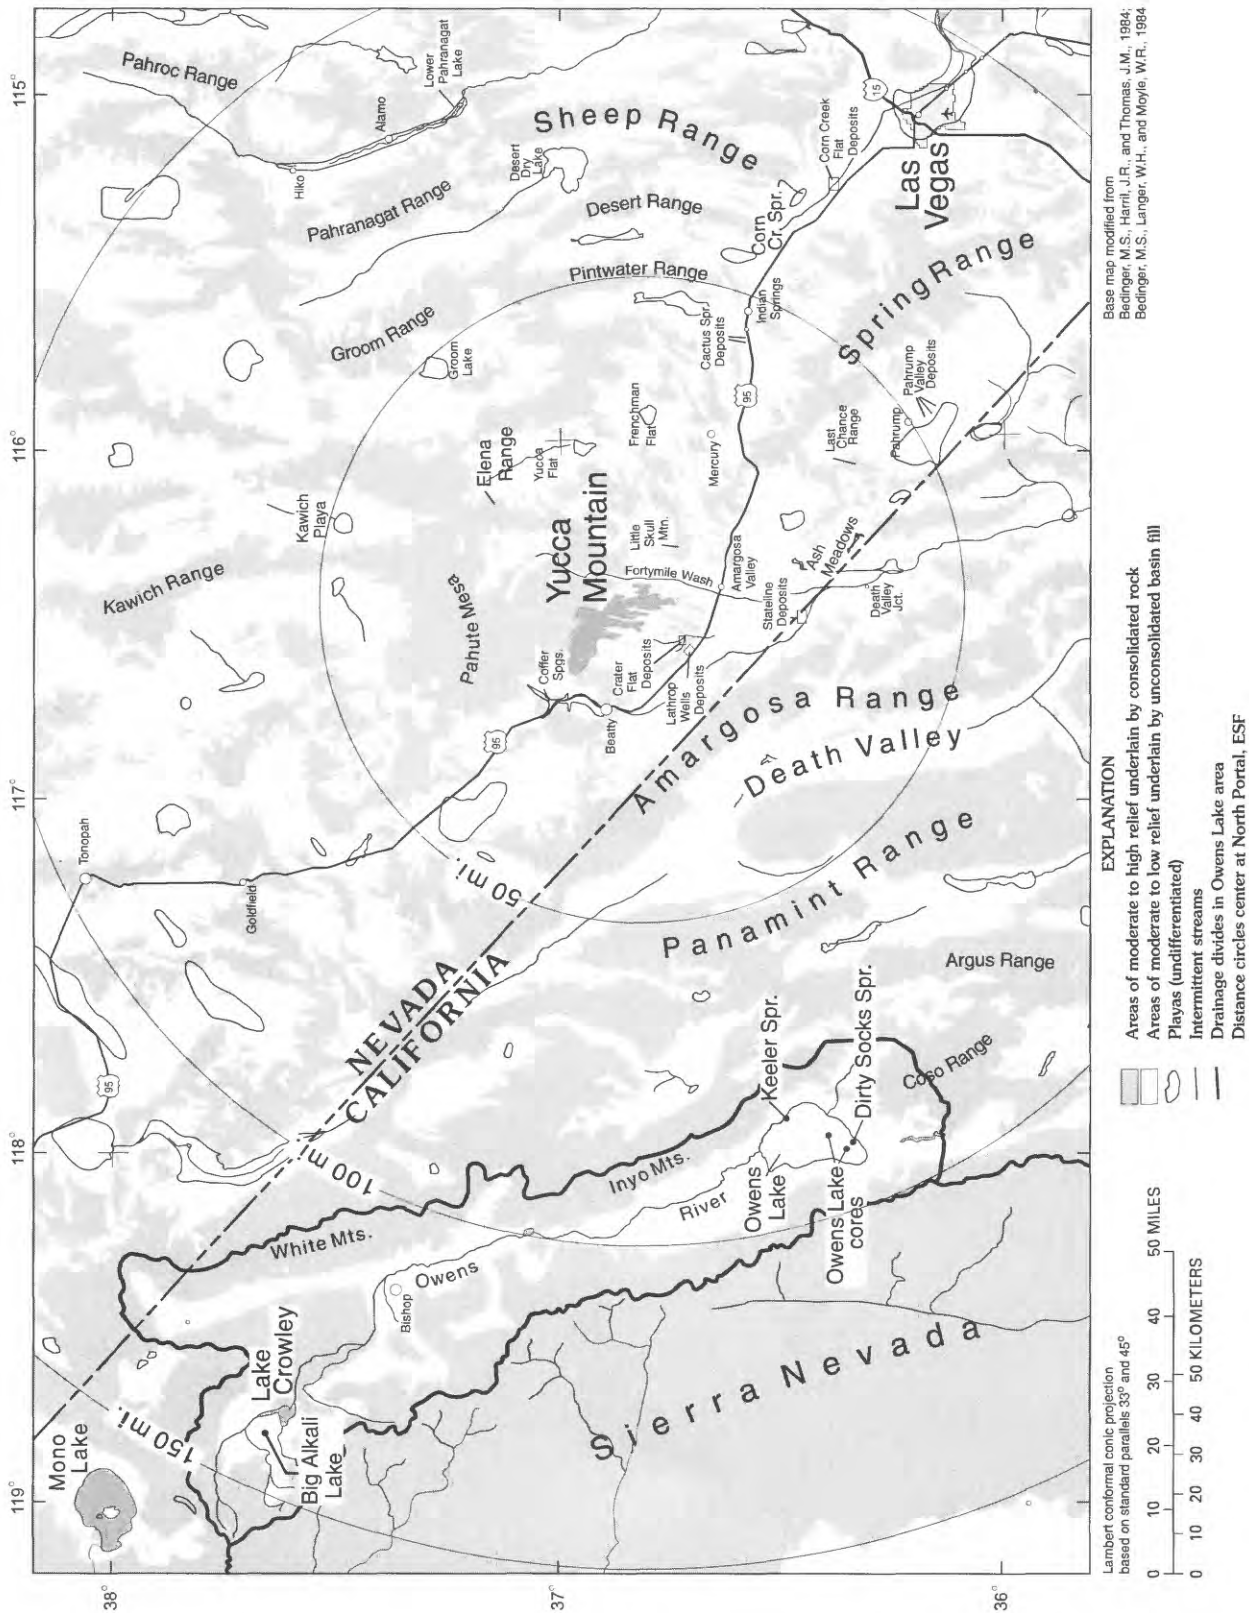 119°
118°
117°
116°
115°
38°
37°
36°
Mono
Lake
150 mi.
Lake
Crowley
Big Alkali
Lake
Bishop
Owens
River
White Mts.
Inyo Mts.
100 mi.
NEVADA
CALIFORNIA
Sierra Nevada
Owens
Lake
Owens Lake
cores
Keeler Spr.
Dirty Socks Spr.
Coso Range
Argus Range
Panamint Range
Death Valley
Amargosa Range
50 mi.
95
Tonopah
Goldfield
95
Kawich Range
Kawich
Playa
Pahute Mesa
Coffer
Spgs.
Beatty
Crater
Flat
Deposits
Lathrop
Wells
Deposits
Yucca
Mountain
Elena
Range
Yucca
Flat
Little
Skull
Mtn.
Fortymile Wash
Amargosa
Valley
Stateline
Deposits
Ash
Meadows
Death
Valley
Jct.
Frenchman
Flat
Mercury
95
Last
Chance
Range
Pahrump
Pahrump
Valley
Deposits
Spring Range
Groom Range
Groom
Lake
Cactus Spr.
Deposits
Indian
Springs
Pintwater Range
Desert Range
Corn
Cr. Spr.
Corn Creek
Flat
Deposits
Las
Vegas
15
Sheep Range
Desert
Dry
Lake
Pahranagat Range
Hiko
Alamo
Lower
Pahranagat
Lake
Pahroc Range
Lambert conformal conic projection
based on standard parallels 33° and 45°
0 10 20 30 40 50 MILES
0 10 20 30 40 50 KILOMETERS
EXPLANATION
Areas of moderate to high relief underlain by consolidated rock
Areas of moderate to low relief underlain by unconsolidated basin fill
Playas (undifferentiated)
Intermittent streams
Drainage divides in Owens Lake area
Distance circles center at North Portal, ESF
Base map modified from
Bedinger, M.S., Harril, J.R., and Thomas, J.M., 1984;
Bedinger, M.S., Langer, W.H., and Moyle, W.R., 1984